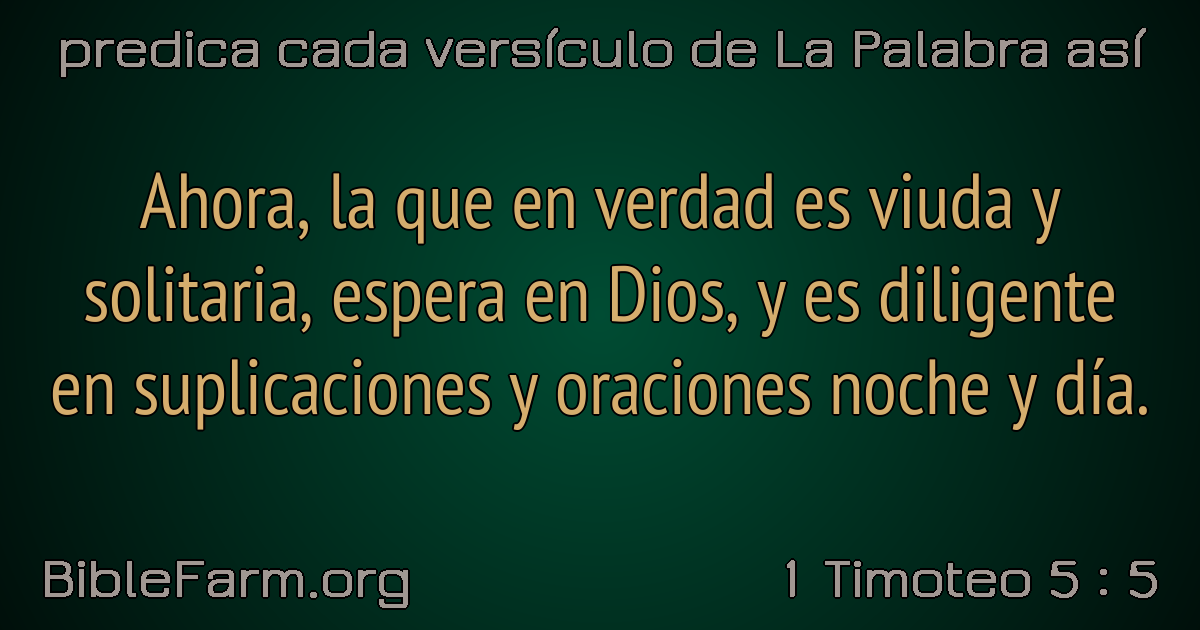 predica cada versículo de La Palabra así
Ahora, la que en verdad es viuda y
solitaria, espera en Dios, y es diligente
en suplicaciones y oraciones noche y día.
BibleFarm.org
1 Timoteo 5 : 5